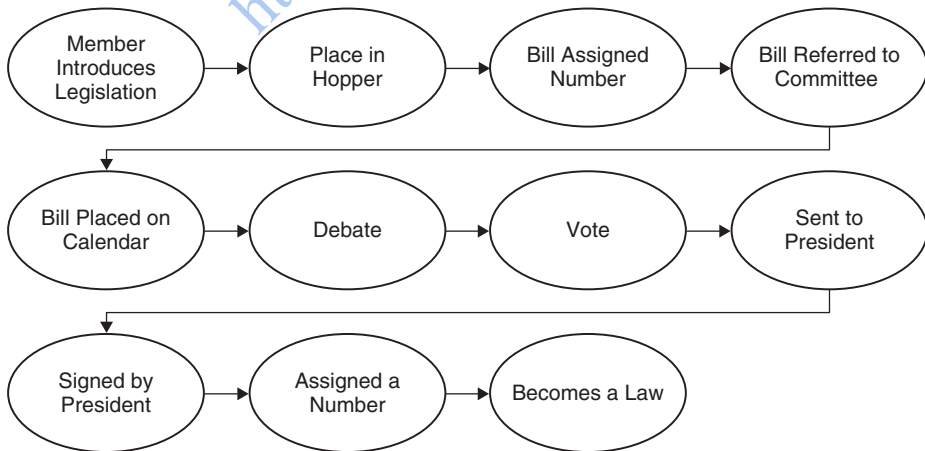 Member
Introduces
Legislation
Place in
Hopper
Bill Assigned
Number
Bill Referred to
Committee
Bill Placed on
Calendar
Debate
Vote
Sent to
President
Signed by
President
Assigned a
Number
Becomes a Law